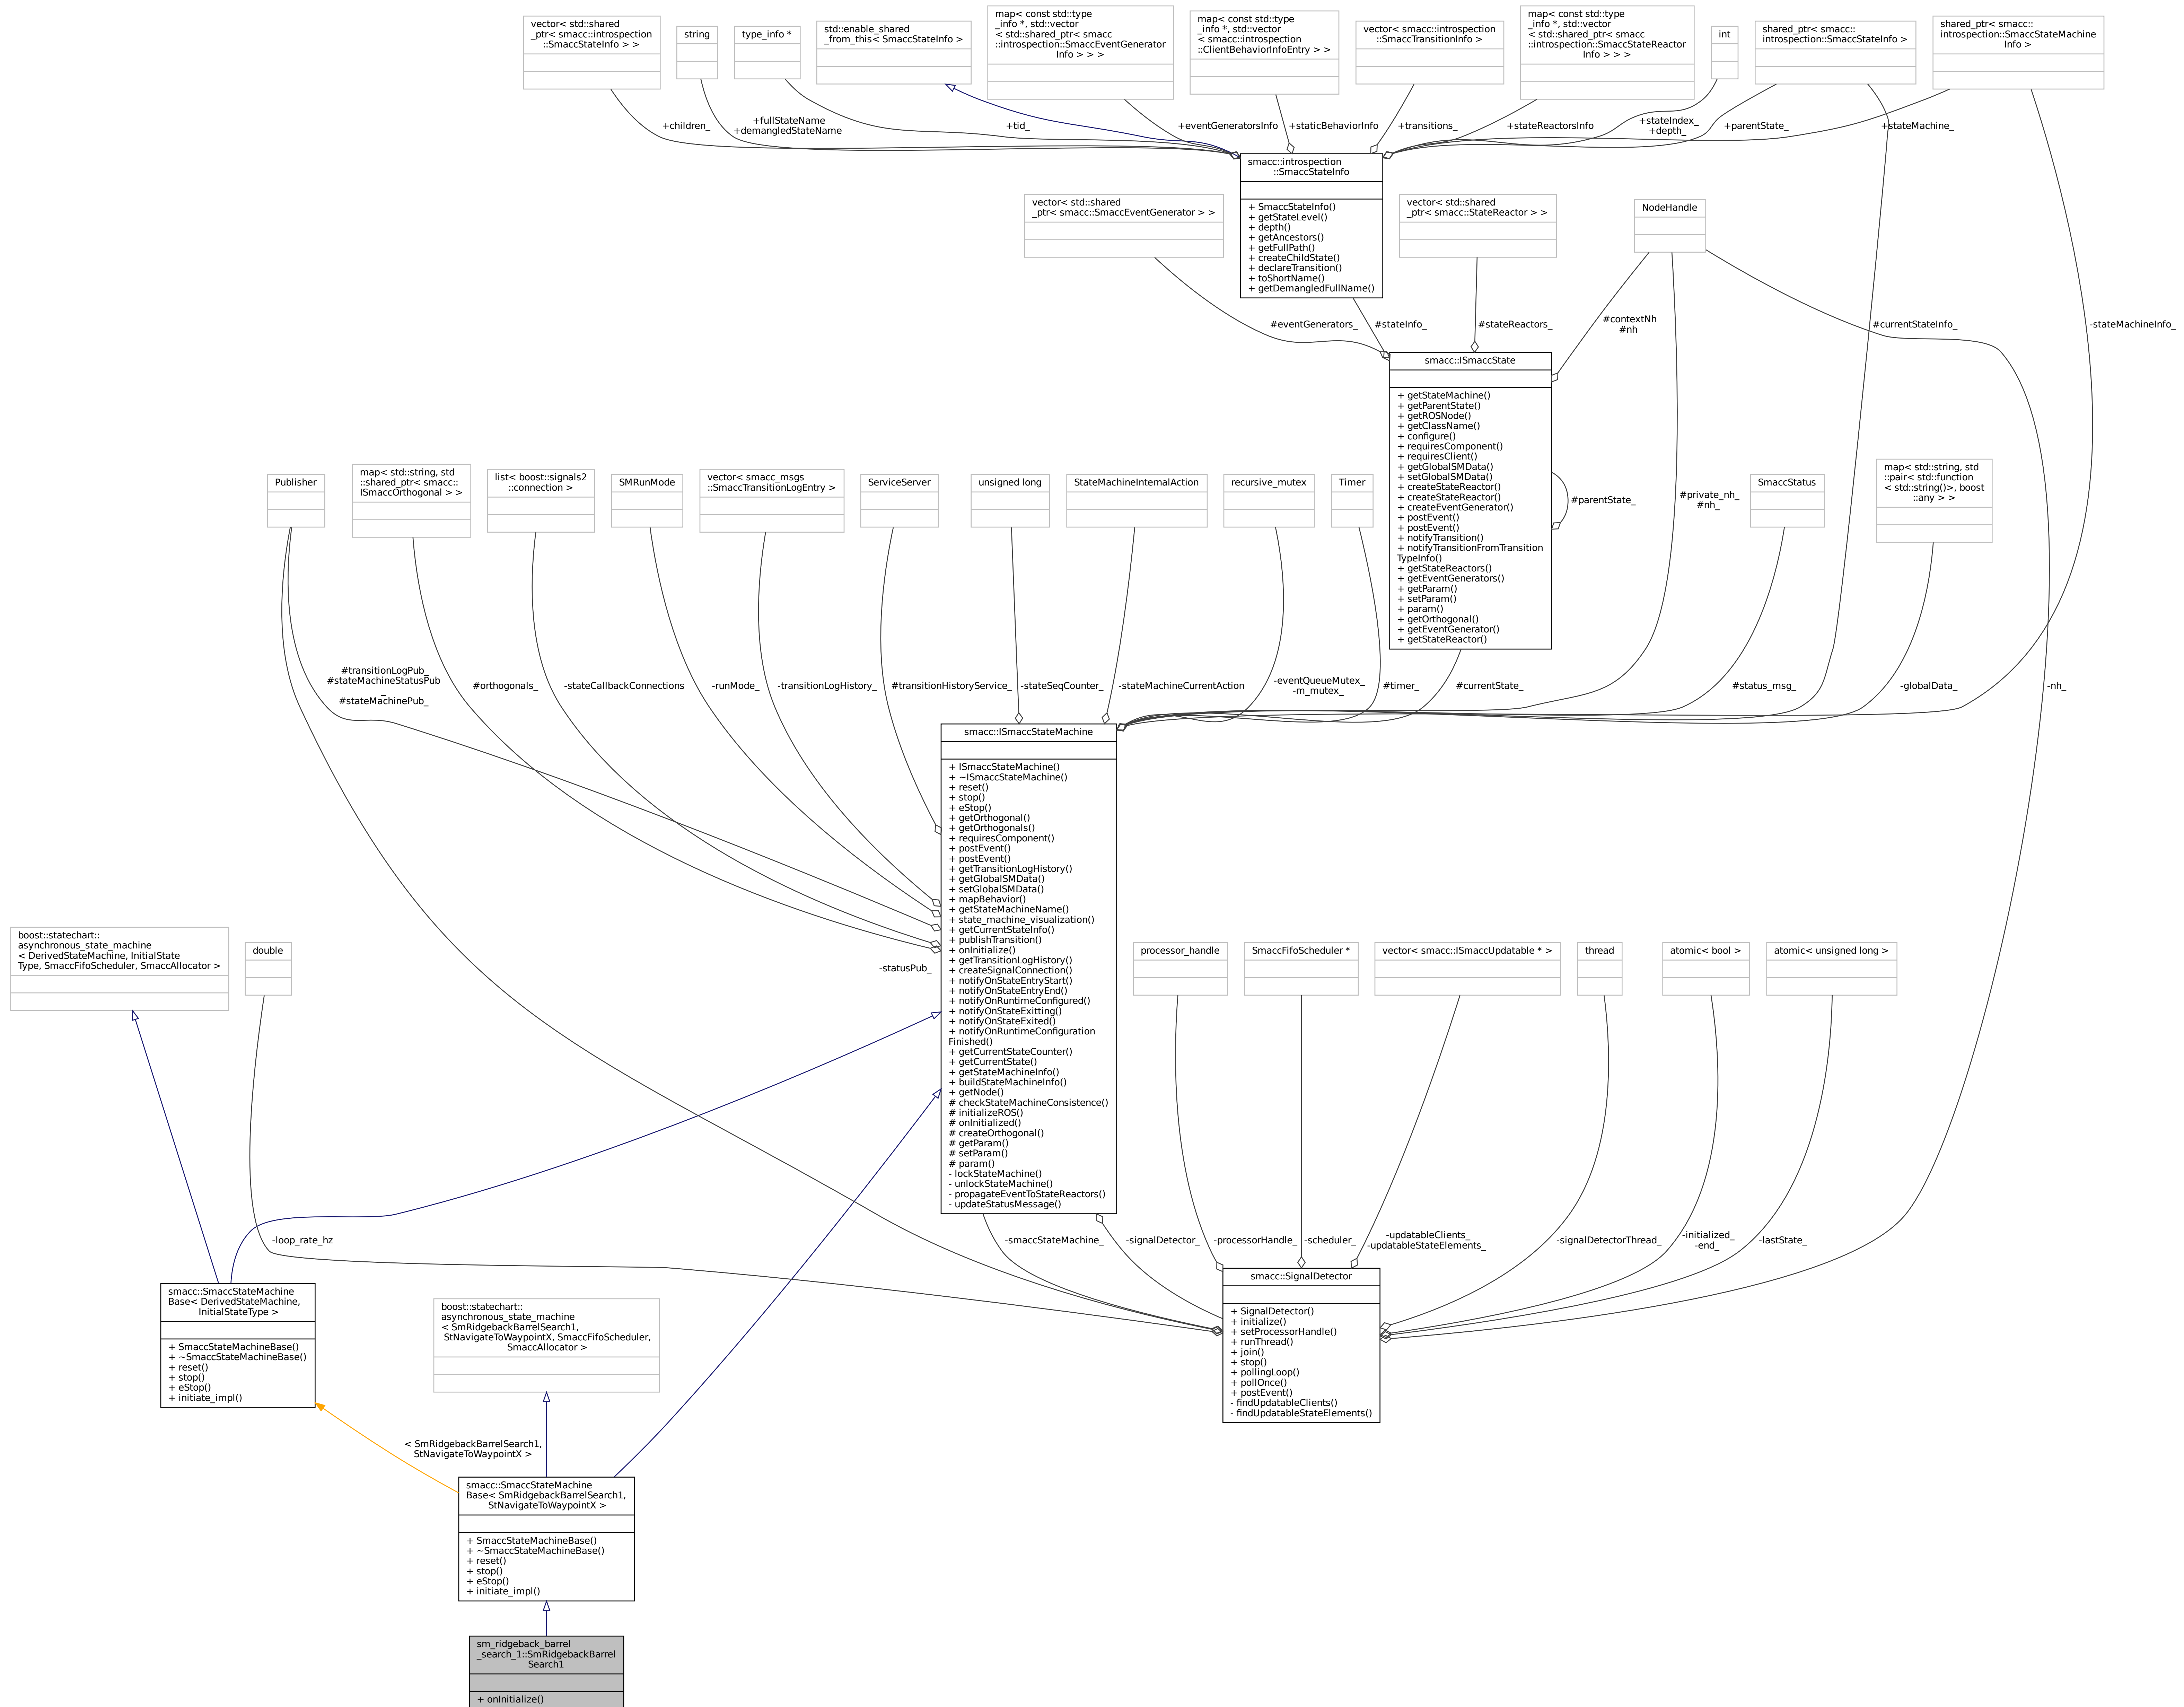 vector< std::shared
_ptr< smacc::introspection
::SmaccStateInfo > >
string
type_info *
std::enable_shared
_from_this< SmaccStateInfo >
map< const std::type
_info *, std::vector
< std::shared_ptr< smacc
::introspection::SmaccEventGenerator
Info > > >
map< const std::type
_info *, std::vector
< smacc::introspection
::ClientBehaviorInfoEntry > >
vector< smacc::introspection
::SmaccTransitionInfo >
map< const std::type
_info *, std::vector
< std::shared_ptr< smacc
::introspection::SmaccStateReactor
Info > > >
int
shared_ptr< smacc::
introspection::SmaccStateInfo >
shared_ptr< smacc::
introspection::SmaccStateMachine
Info >
+children_
+fullStateName
+demangledStateName
+tid_
+eventGeneratorsInfo
+staticBehaviorInfo
+transitions_
+stateReactorsInfo
+stateIndex_
+depth_
+parentState_
+stateMachine_
smacc::introspection
::SmaccStateInfo
+ SmaccStateInfo()
+ getStateLevel()
+ depth()
+ getAncestors()
+ getFullPath()
+ createChildState()
+ declareTransition()
+ toShortName()
+ getDemangledFullName()
vector< std::shared
_ptr< smacc::SmaccEventGenerator > >
vector< std::shared
_ptr< smacc::StateReactor > >
NodeHandle
#eventGenerators_
#stateInfo_
#stateReactors_
#contextNh
#nh
#currentStateInfo_
-stateMachineInfo_
smacc::ISmaccState
+ getStateMachine()
+ getParentState()
+ getROSNode()
+ getClassName()
+ configure()
+ requiresComponent()
+ requiresClient()
+ getGlobalSMData()
+ setGlobalSMData()
+ createStateReactor()
+ createStateReactor()
+ createEventGenerator()
+ postEvent()
+ postEvent()
+ notifyTransition()
+ notifyTransitionFromTransition
TypeInfo()
+ getStateReactors()
+ getEventGenerators()
+ getParam()
+ setParam()
+ param()
+ getOrthogonal()
+ getEventGenerator()
+ getStateReactor()
#parentState_
#private_nh_
#nh_
Publisher
map< std::string, std
::shared_ptr< smacc::
ISmaccOrthogonal > >
list< boost::signals2
::connection >
SMRunMode
vector< smacc_msgs
::SmaccTransitionLogEntry >
ServiceServer
unsigned long
StateMachineInternalAction
recursive_mutex
Timer
SmaccStatus
map< std::string, std
::pair< std::function
< std::string()>, boost
::any > >
#transitionLogPub_
#stateMachineStatusPub
_
#stateMachinePub_
#orthogonals_
-stateCallbackConnections
-runMode_
-transitionLogHistory_
#transitionHistoryService_
-stateSeqCounter_
-stateMachineCurrentAction
-eventQueueMutex_
-m_mutex_
#timer_
#currentState_
#status_msg_
-globalData_
-nh_
smacc::ISmaccStateMachine
+ ISmaccStateMachine()
+ ~ISmaccStateMachine()
+ reset()
+ stop()
+ eStop()
+ getOrthogonal()
+ getOrthogonals()
+ requiresComponent()
+ postEvent()
+ postEvent()
+ getTransitionLogHistory()
+ getGlobalSMData()
+ setGlobalSMData()
+ mapBehavior()
+ getStateMachineName()
+ state_machine_visualization()
+ getCurrentStateInfo()
+ publishTransition()
+ onInitialize()
+ getTransitionLogHistory()
+ createSignalConnection()
+ notifyOnStateEntryStart()
+ notifyOnStateEntryEnd()
+ notifyOnRuntimeConfigured()
+ notifyOnStateExitting()
+ notifyOnStateExited()
+ notifyOnRuntimeConfiguration
Finished()
+ getCurrentStateCounter()
+ getCurrentState()
+ getStateMachineInfo()
+ buildStateMachineInfo()
+ getNode()
# checkStateMachineConsistence()
# initializeROS()
# onInitialized()
# createOrthogonal()
# getParam()
# setParam()
# param()
- lockStateMachine()
- unlockStateMachine()
- propagateEventToStateReactors()
- updateStatusMessage()
boost::statechart::
asynchronous_state_machine
< DerivedStateMachine, InitialState
Type, SmaccFifoScheduler, SmaccAllocator >
double
-statusPub_
processor_handle
SmaccFifoScheduler *
vector< smacc::ISmaccUpdatable * >
thread
atomic< bool >
atomic< unsigned long >
-loop_rate_hz
-smaccStateMachine_
-signalDetector_
-processorHandle_
-scheduler_
-updatableClients_
-updatableStateElements_
-signalDetectorThread_
-initialized_
-end_
-lastState_
smacc::SignalDetector
+ SignalDetector()
+ initialize()
+ setProcessorHandle()
+ runThread()
+ join()
+ stop()
+ pollingLoop()
+ pollOnce()
+ postEvent()
- findUpdatableClients()
- findUpdatableStateElements()
smacc::SmaccStateMachine
Base< DerivedStateMachine,
InitialStateType >
+ SmaccStateMachineBase()
+ ~SmaccStateMachineBase()
+ reset()
+ stop()
+ eStop()
+ initiate_impl()
boost::statechart::
asynchronous_state_machine
< SmRidgebackBarrelSearch1,
StNavigateToWaypointX, SmaccFifoScheduler,
SmaccAllocator >
< SmRidgebackBarrelSearch1,
StNavigateToWaypointX >
smacc::SmaccStateMachine
Base< SmRidgebackBarrelSearch1,
StNavigateToWaypointX >
+ SmaccStateMachineBase()
+ ~SmaccStateMachineBase()
+ reset()
+ stop()
+ eStop()
+ initiate_impl()
sm_ridgeback_barrel
_search_1::SmRidgebackBarrel
Search1
+ onInitialize()